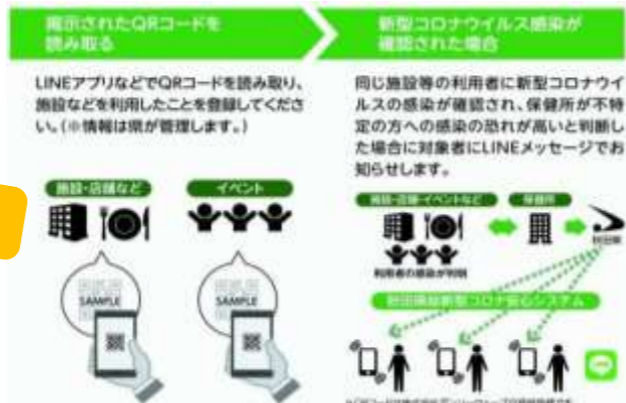 掲示されたQRコードを
読み取る
LINEアプリなどでQRコードを読み取り、
施設などを利用したことを登録してくださ
い。(※情報は県が管理します。)
施設・店舗など
イベント
SAMPLE
SAMPLE
新型コロナウイルス感染が
確認された場合
同じ施設等の利用者に新型コロナウイ
ルスの感染が確認され、保健所が不特
定の方への感染の恐れが高いと判断し
た場合に対象者にLINEメッセージでお
知らせします。
施設・店舗・イベントなど
保健所
秋田県
利用者の感染が判明
秋田県版新型コロナ安心システム
LINE